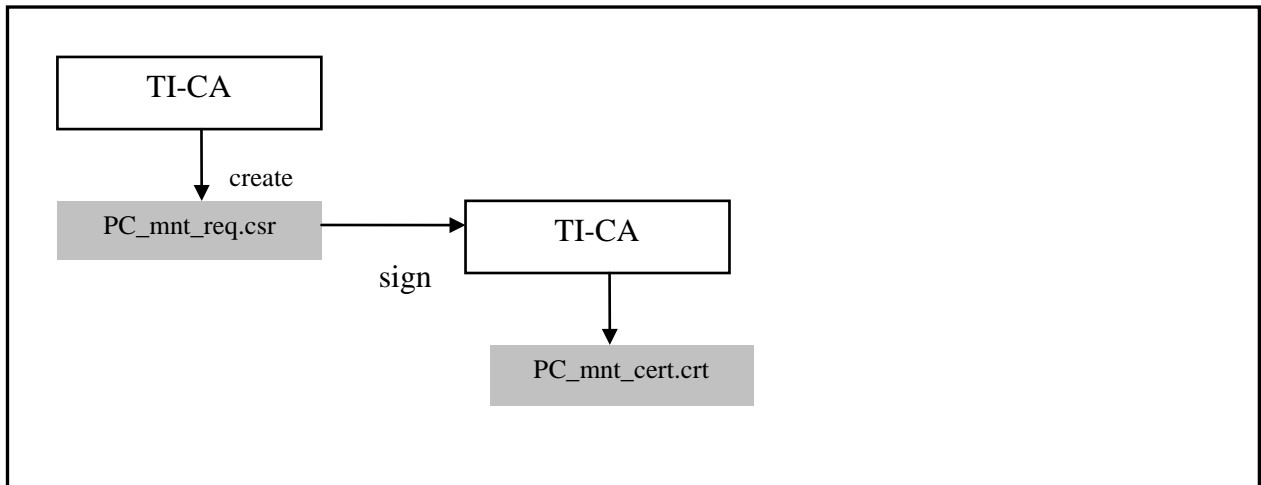 TI-CA
create
PC_mnt_req.csr
TI-CA
sign
PC_mnt_cert.crt